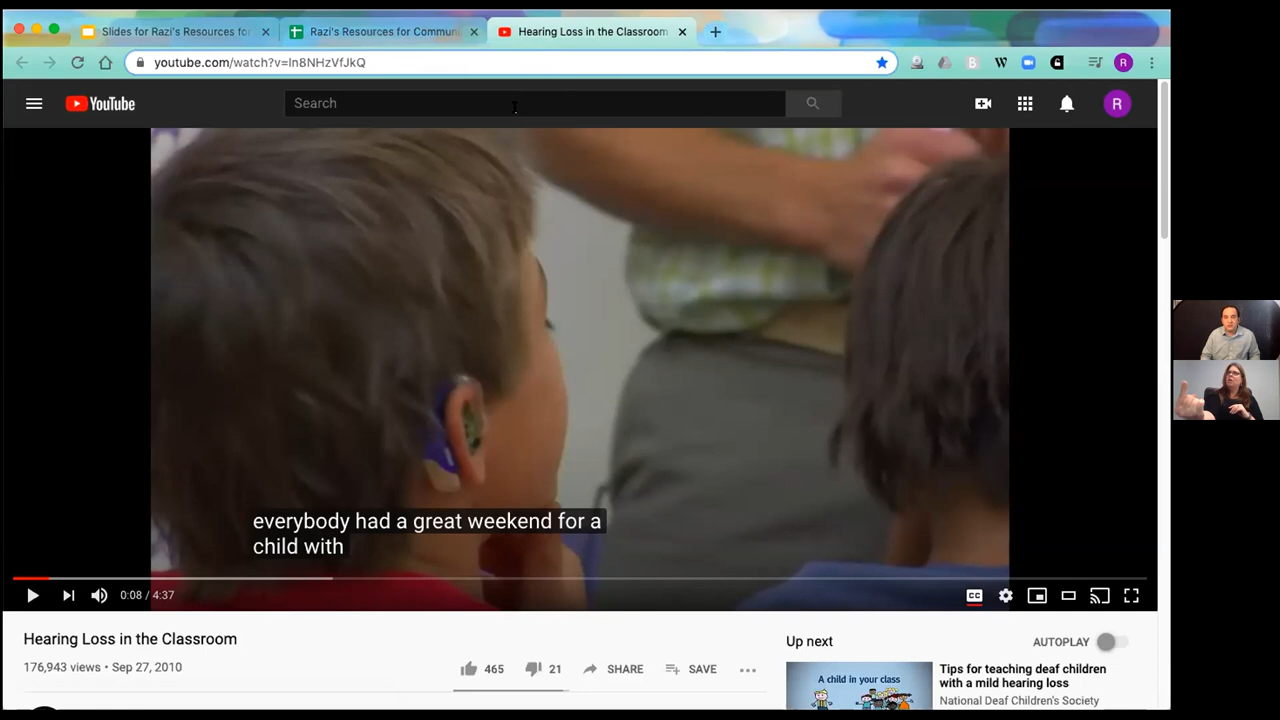 Slides for Razi's Resources for
Razi's Resources for Commun
Hearing Loss in the Classroom
youtube.com/watch?v=ln8NHzVfJkQ
B
W
R
YouTube
Search
R
everybody had a great weekend for a
child with
0:08 / 4:37
CC
Hearing Loss in the Classroom
176,943 views • Sep 27, 2010
465
21
SHARE
SAVE
Up next
AUTOPLAY
A child in your class
Tips for teaching deaf children
with a mild hearing loss
National Deaf Children's Society